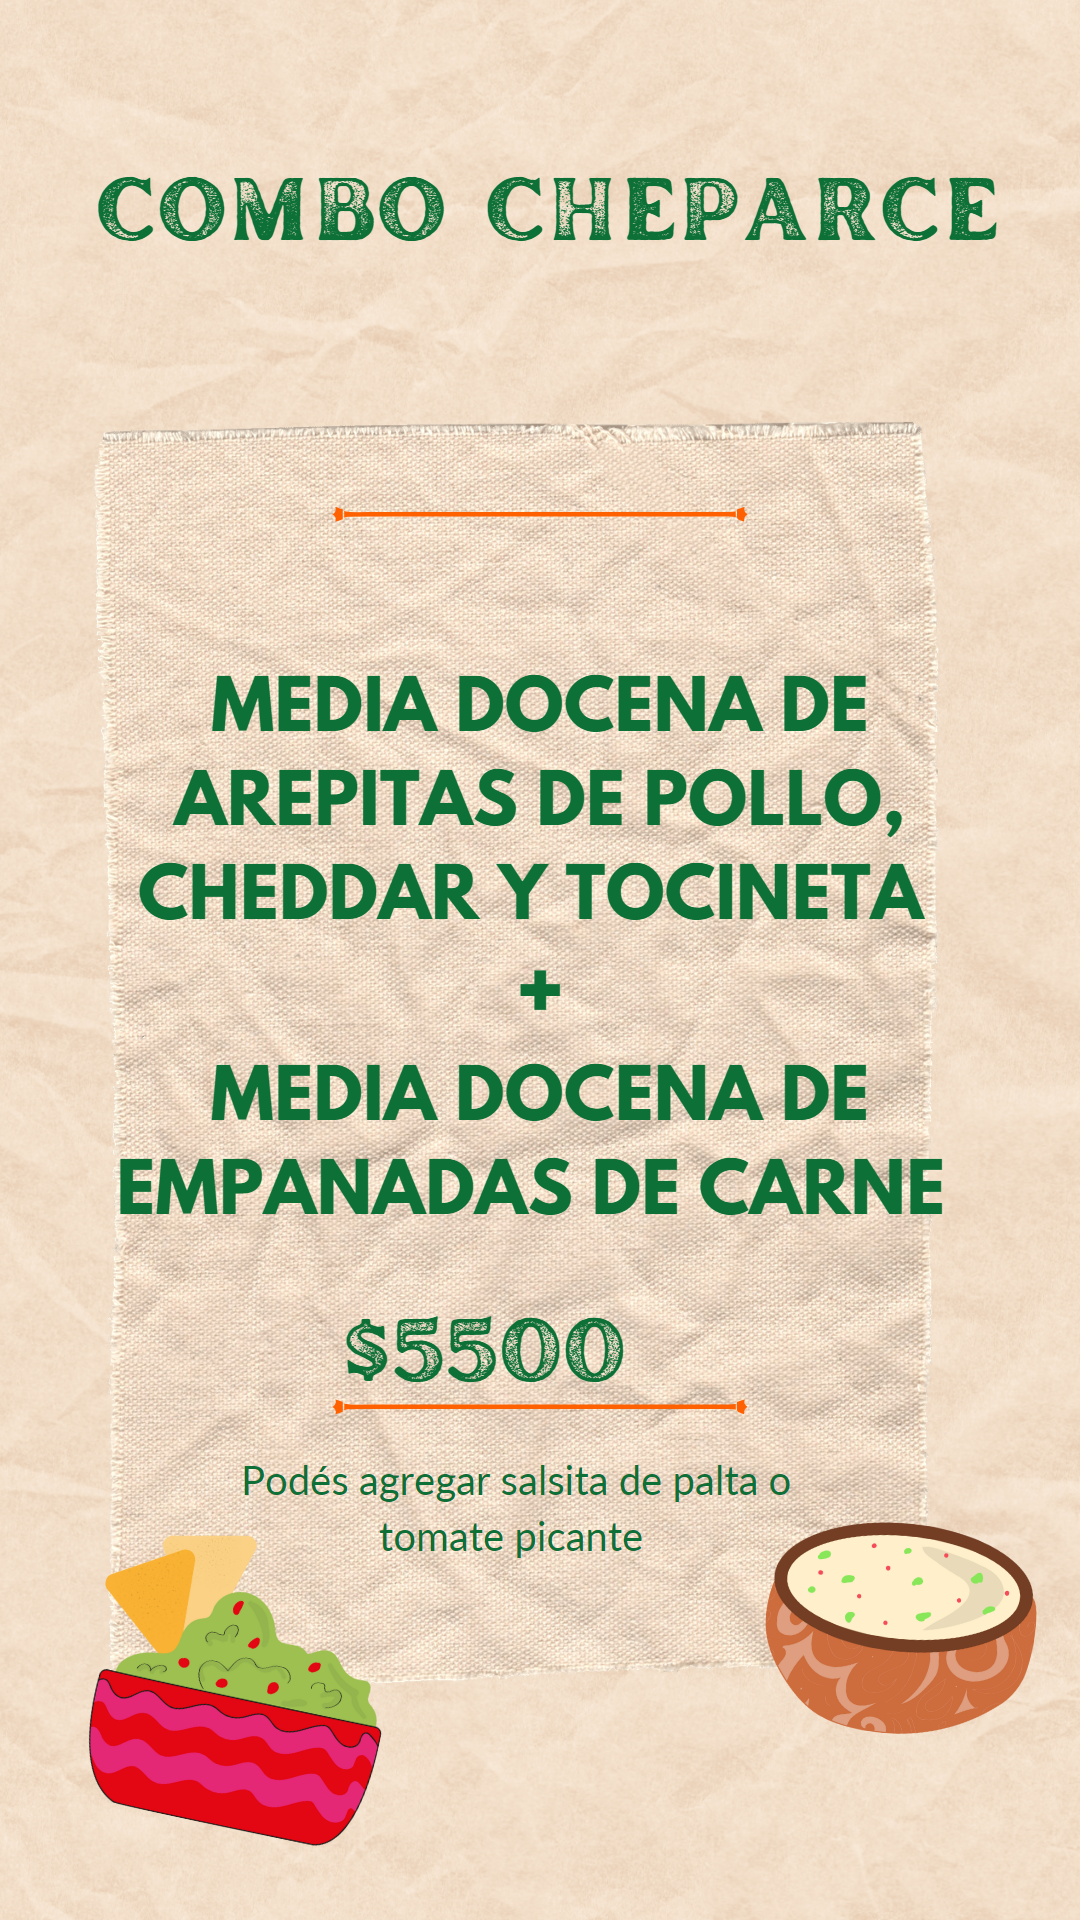 COMBO CHEPARCE
MEDIA DOCENA DE
AREPITAS DE POLLO,
CHEDDAR Y TOCINETA
+
MEDIA DOCENA DE
EMPANADAS DE CARNE
$5500
Podés agregar salsita de palta o
tomate picante